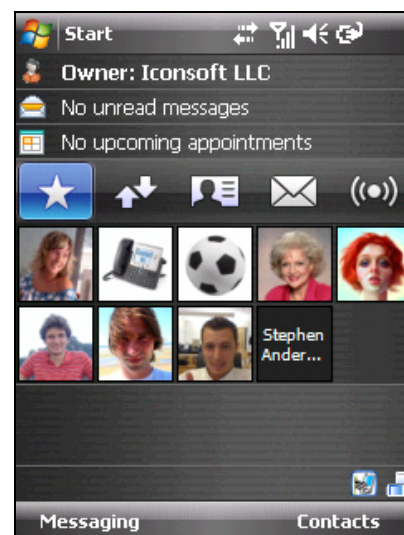 Start
Owner: Iconsoft LLC
No unread messages
No upcoming appointments
Stephen
Ander...
Messaging
Contacts